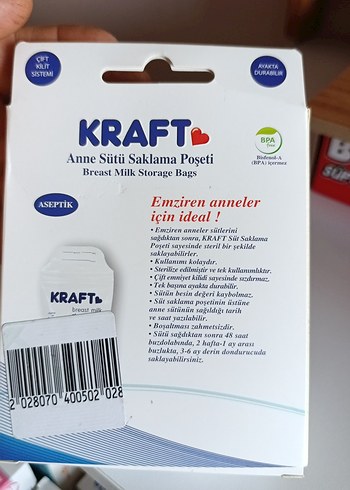 ÇİFT
KİLİT
SİSTEMİ
AYAKTA
DURABİLİR
KRAFT
Anne Sütü Saklama Poşeti
Breast Milk Storage Bags
BPA
free
Bisfenol-A
(BPA) içermez
ASEPTİK
Emziren anneler
için ideal !
• Emziren anneler sütlerini
sağdıktan sonra, KRAFT Süt Saklama
Poşeti sayesinde steril bir şekilde
saklayabilirler.
• Kullanımı kolaydır.
• Sterilize edilmiştir ve tek kullanımlıktır.
• Çift emniyet kilidi sayesinde sızdırmaz.
• Tek başına ayakta durabilir.
• Sütün besin değeri kaybolmaz.
• Süt saklama poşetinin üstüne
anne sütünün sağıldığı tarih
ve saat yazılabilir.
• Boşaltması zahmetsizdir.
• Sütü sağdıktan sonra 48 saat
buzdolabında, 2 hafta-1 ay arası
buzlukta, 3-6 ay derin dondurucuda
saklayabilirsiniz.
KRAFT
breast milk
2 028070 400502 028